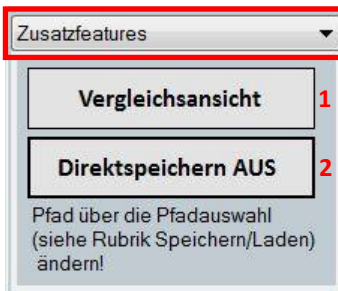 Zusatzfeatures
Vergleichsansicht 1
Direktspeichern AUS 2
Pfad über die Pfadauswahl
(siehe Rubrik Speichern/Laden)
ändern!